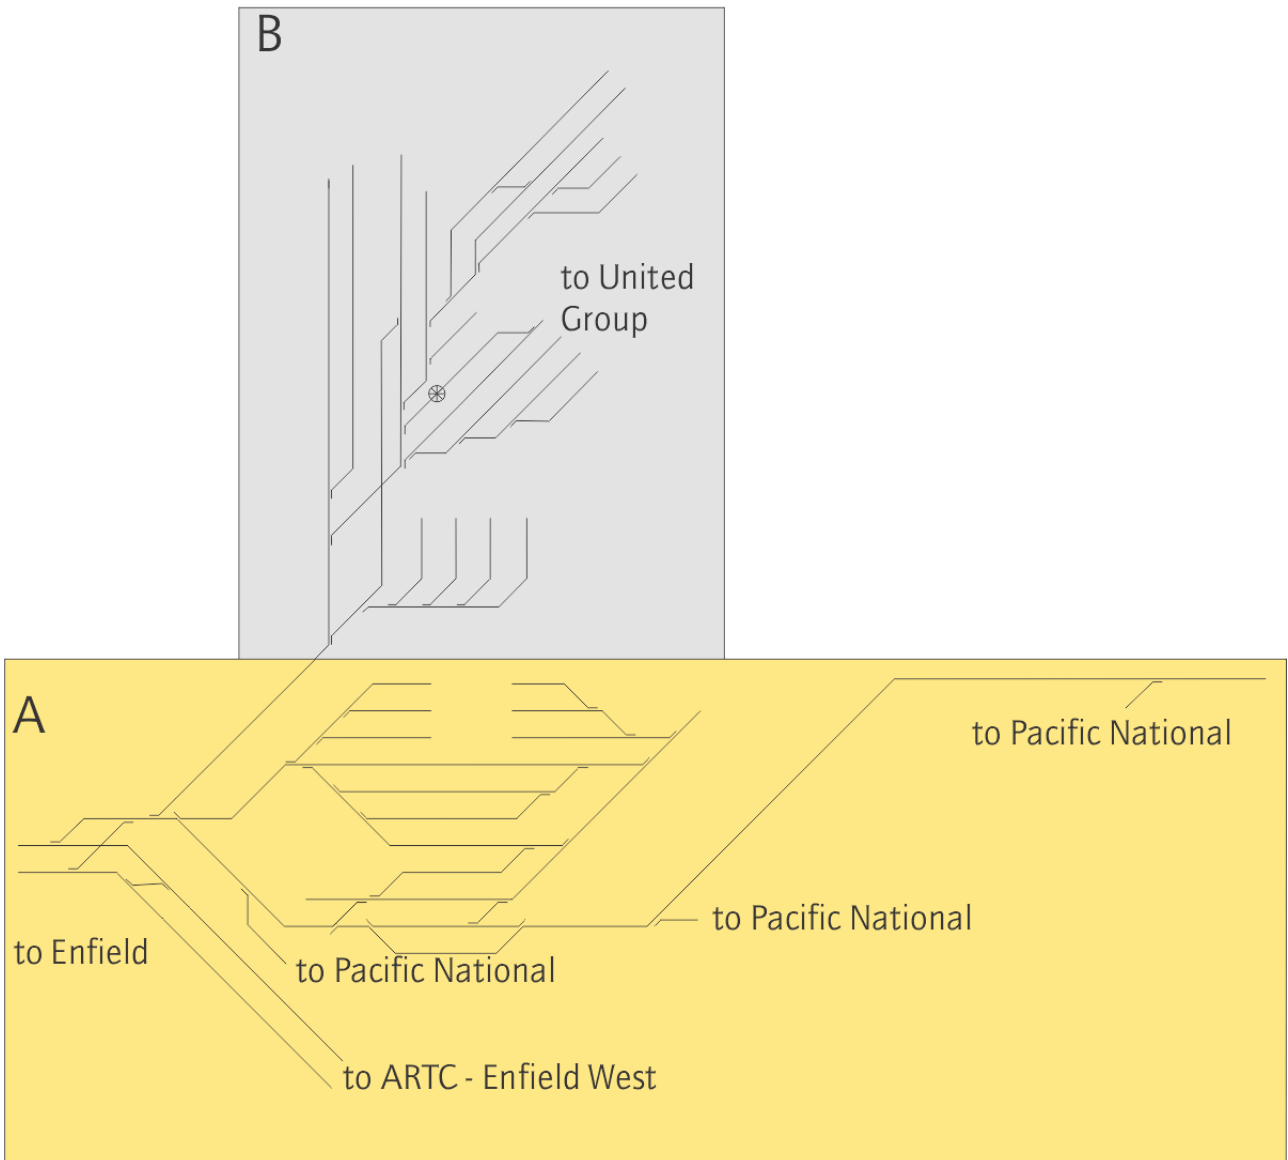 B
to United
Group
A
to Pacific National
to Pacific National
to Enfield
to Pacific National
to ARTC - Enfield West